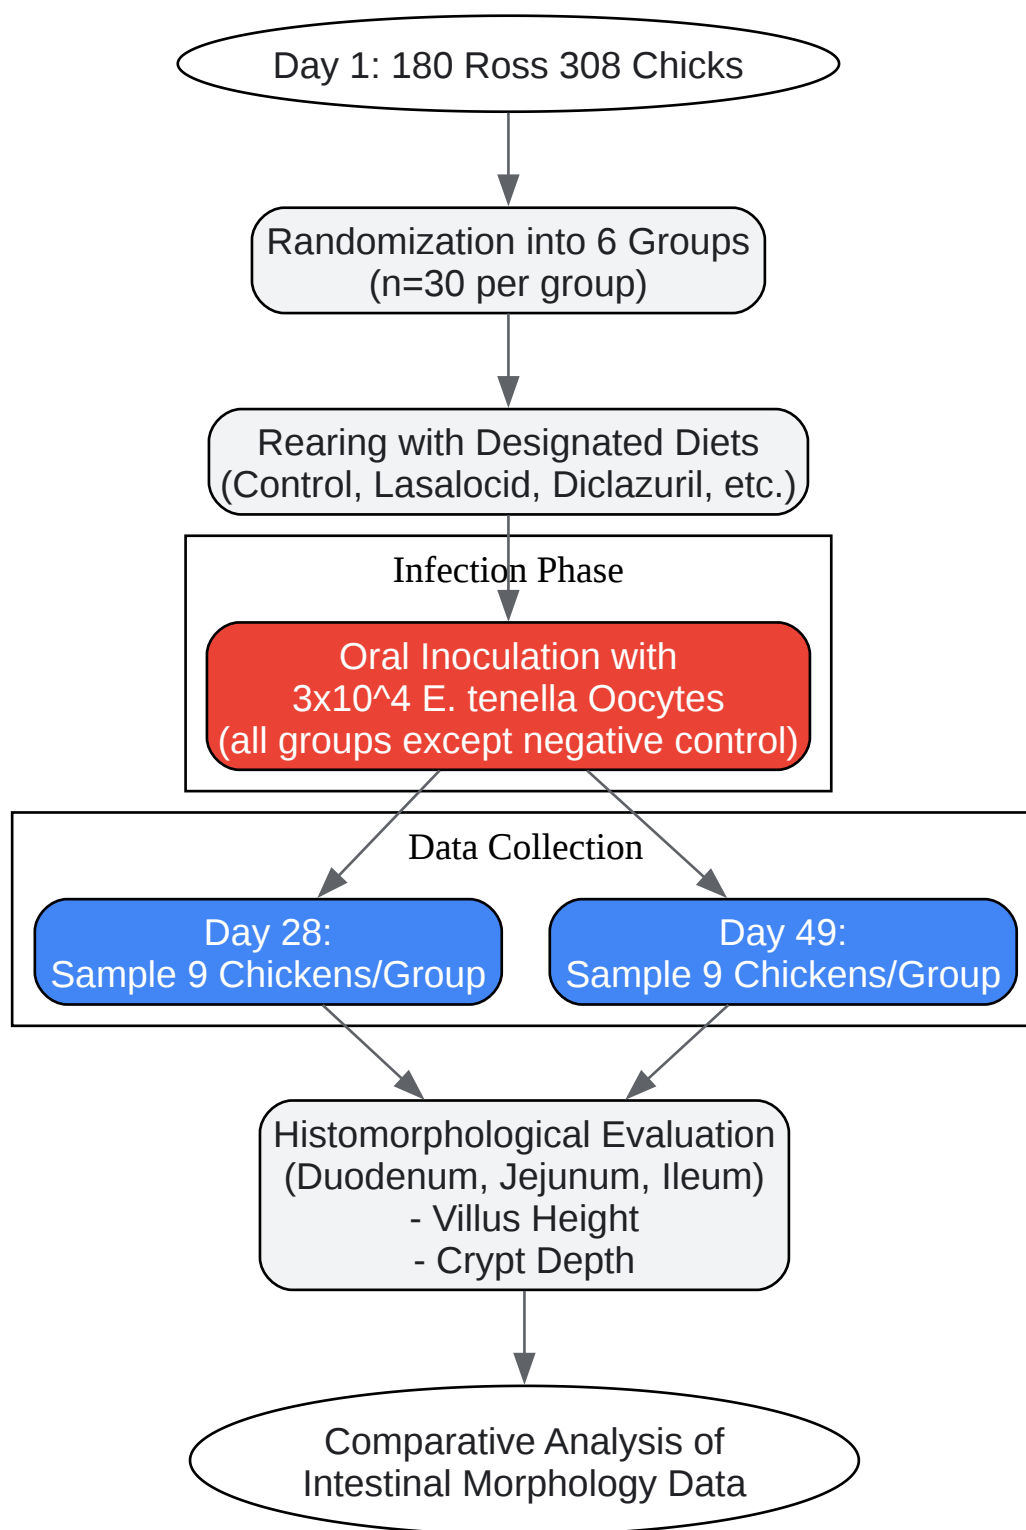 Day 1: 180 Ross 308 Chicks
Randomization into 6 Groups
(n=30 per group)
Rearing with Designated Diets
(Control, Lasalocid, Diclazuril, etc.)
Infection Phase
Oral Inoculation with
3x10^4 E. tenella Oocytes
(all groups except negative control)
Data Collection
Day 28:
Sample 9 Chickens/Group
Day 49:
Sample 9 Chickens/Group
Histomorphological Evaluation
(Duodenum, Jejunum, Ileum)
- Villus Height
- Crypt Depth
Comparative Analysis of
Intestinal Morphology Data